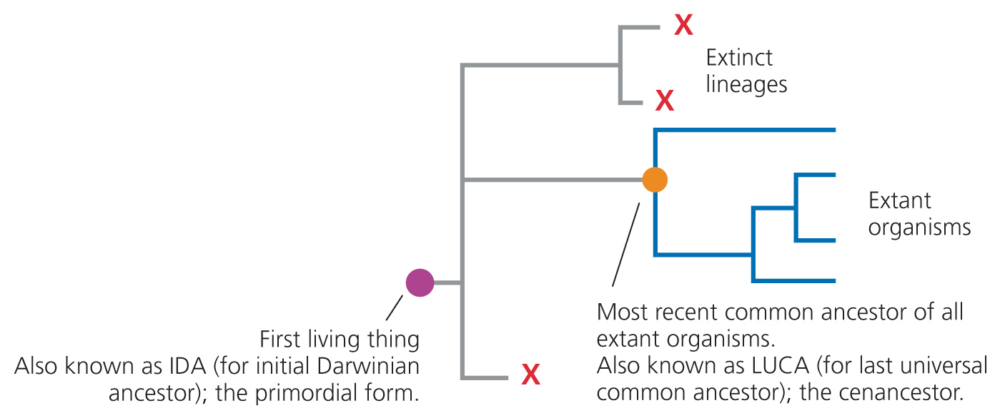 X
Extinct
lineages
X
Extant
organisms
Most recent common ancestor of all
extant organisms.
Also known as LUCA (for last universal
common ancestor); the cenancestor.
First living thing
Also known as IDA (for initial Darwinian
ancestor); the primordial form.
X